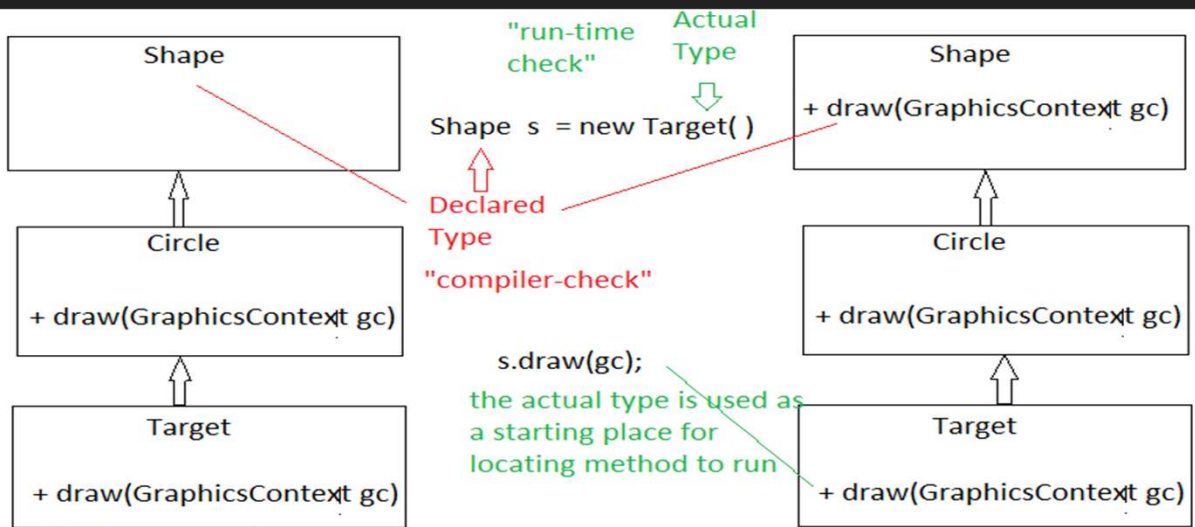 Shape
Circle
+ draw(GraphicsContext gc)
Target
+ draw(GraphicsContext gc)
"run-time
check"
Actual
Type
Shape s = new Target( )
Declared
Type
"compiler-check"
s.draw(gc);
the actual type is used as
a starting place for
locating method to run
Shape
+ draw(GraphicsContext gc)
Circle
+ draw(GraphicsContext gc)
Target
+ draw(GraphicsContext gc)